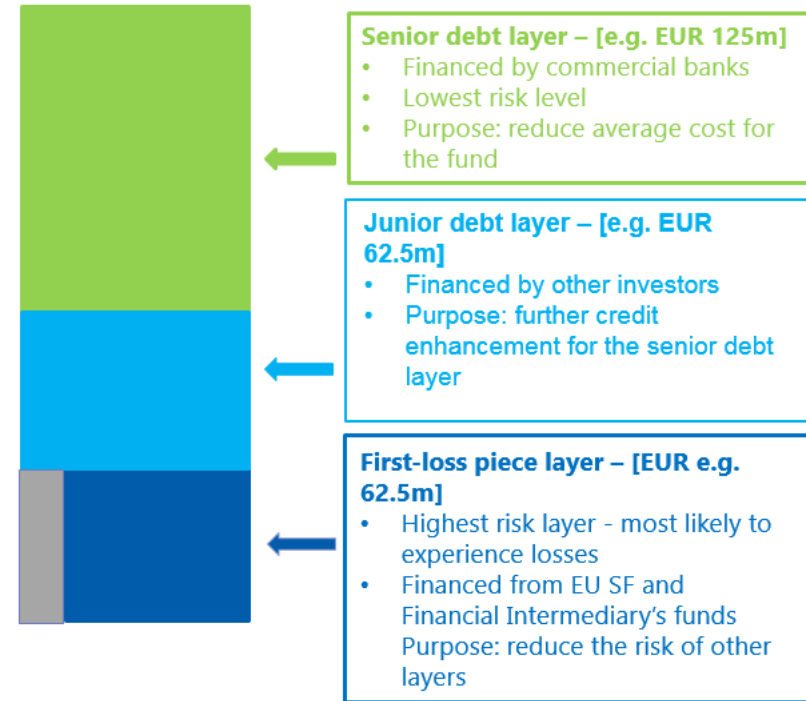 Senior debt layer – [e.g. EUR 125m]
• Financed by commercial banks
• Lowest risk level
• Purpose: reduce average cost for
the fund
Junior debt layer – [e.g. EUR
62.5m]
• Financed by other investors
• Purpose: further credit
enhancement for the senior debt
layer
First-loss piece layer – [EUR e.g.
62.5m]
• Highest risk layer - most likely to
experience losses
• Financed from EU SF and
Financial Intermediary's funds
Purpose: reduce the risk of other
layers